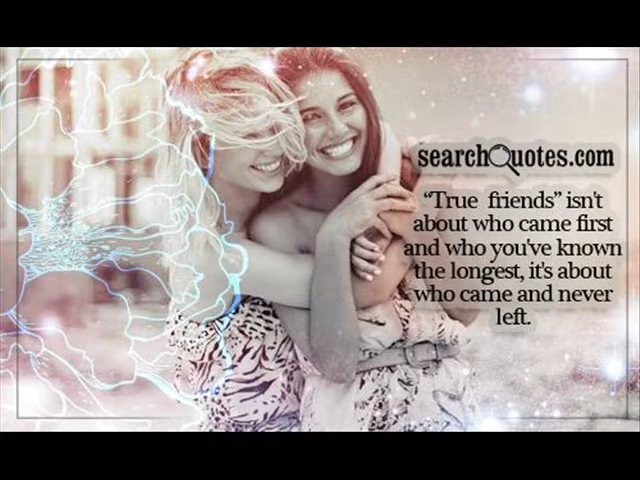 searchQuotes.com
“True friends” isn't
about who came first
and who you've known
the longest, it's about
who came and never
left.